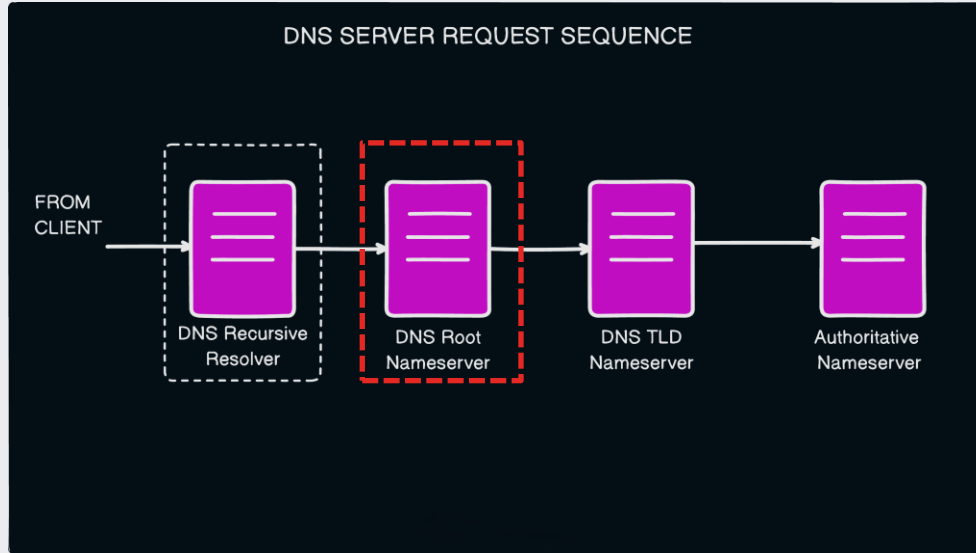 DNS SERVER REQUEST SEQUENCE
FROM
CLIENT
DNS Recursive
Resolver
DNS Root
Nameserver
DNS TLD
Nameserver
Authoritative
Nameserver